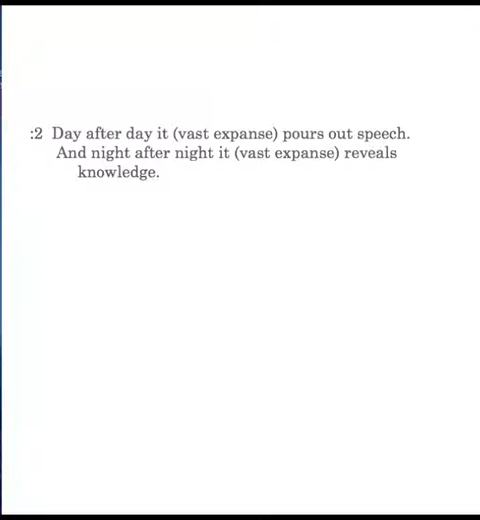 :2 Day after day it (vast expanse) pours out speech.
And night after night it (vast expanse) reveals
knowledge.